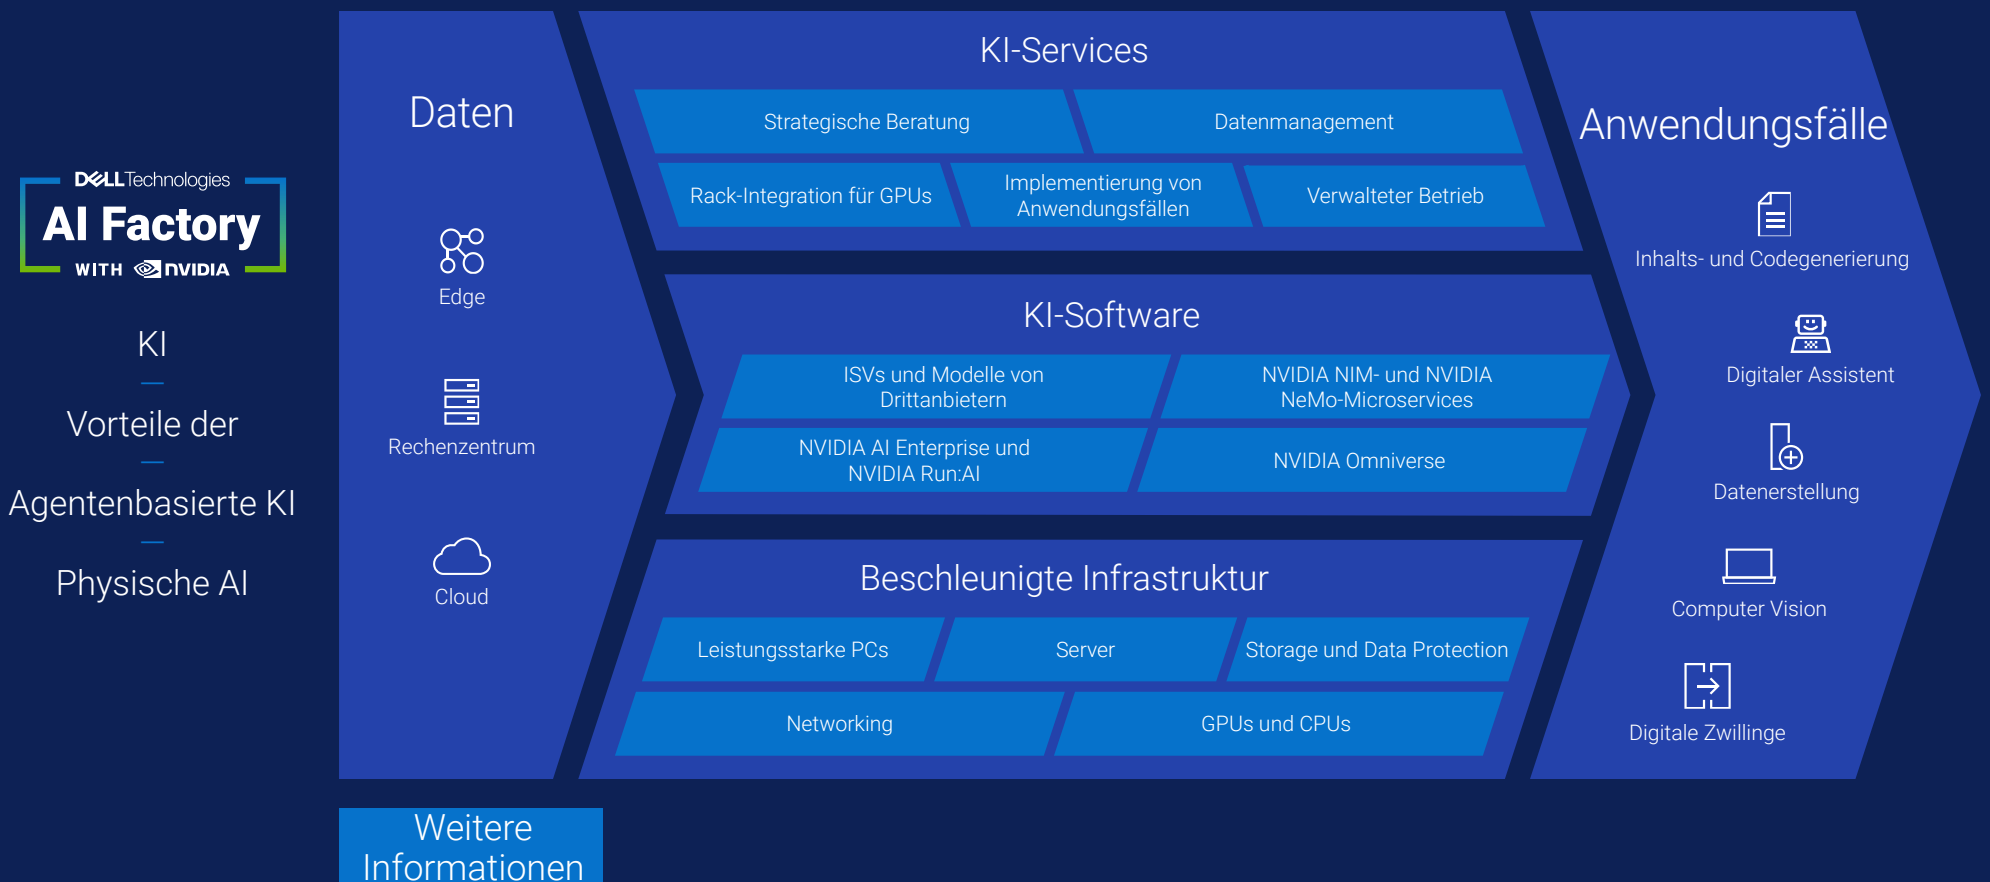 DELLTechnologies
AI Factory
WITH NVIDIA
KI
Vorteile der
Agentenbasierte KI
Physische AI
Daten
Edge
Rechenzentrum
Cloud
KI-Services
Strategische Beratung
Datenmanagement
Rack-Integration für GPUs
Implementierung von
Anwendungsfällen
Verwalteter Betrieb
KI-Software
ISVs und Modelle von
Drittanbietern
NVIDIA NIM- und NVIDIA
NeMo-Microservices
NVIDIA AI Enterprise und
NVIDIA Run:AI
NVIDIA Omniverse
Beschleunigte Infrastruktur
Leistungsstarke PCs
Server
Storage und Data Protection
Networking
GPUs und CPUs
Anwendungsfälle
Inhalts- und Codegenerierung
Digitaler Assistent
Datenerstellung
Computer Vision
Digitale Zwillinge
Weitere
Informationen